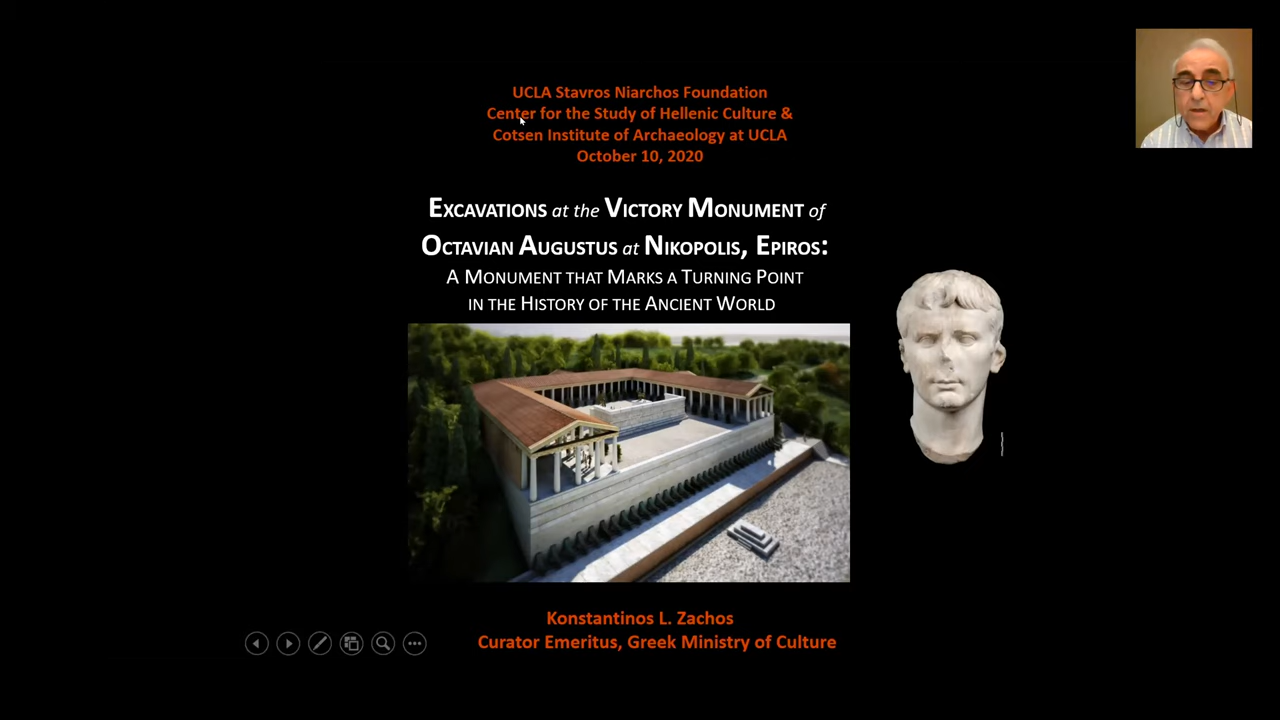 UCLA Stavros Niarchos Foundation
Center for the Study of Hellenic Culture &
Cotsen Institute of Archaeology at UCLA
October 10, 2020
EXCAVATIONS at the VICTORY MONUMENT of
OCTAVIAN AUGUSTUS at NIKOPOLIS, EPIROS:
A MONUMENT THAT MARKS A TURNING POINT
IN THE HISTORY OF THE ANCIENT WORLD
Konstantinos L. Zachos
Curator Emeritus, Greek Ministry of Culture